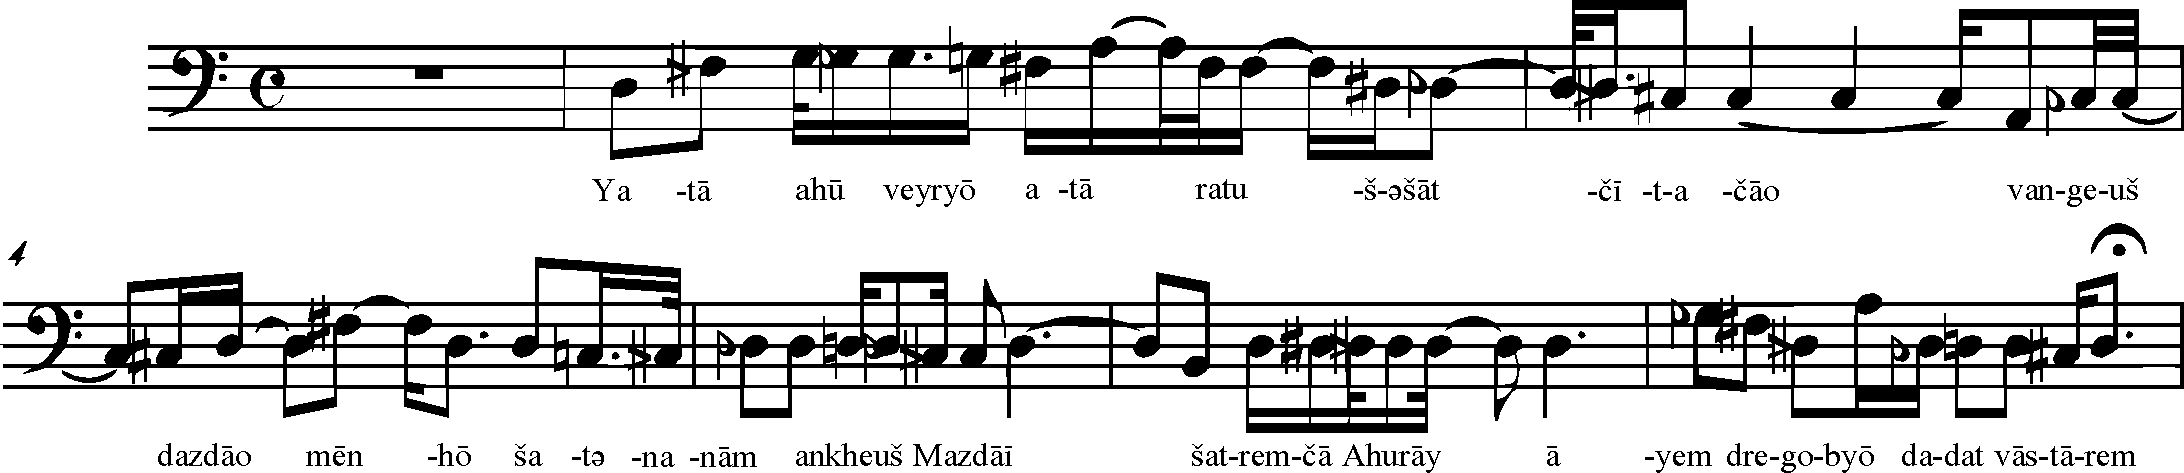 Ya -tā ahū veyryō a -tā ratu -š-əšāt -čī -t-a -čāo van-ge-uš
4
dazdāo mēn -hō ša -tə -na -nām ankheuš Mazdāī šat-rem-čā Ahurāy ā -yem dre-go-byō da-dat vās-tā-rem